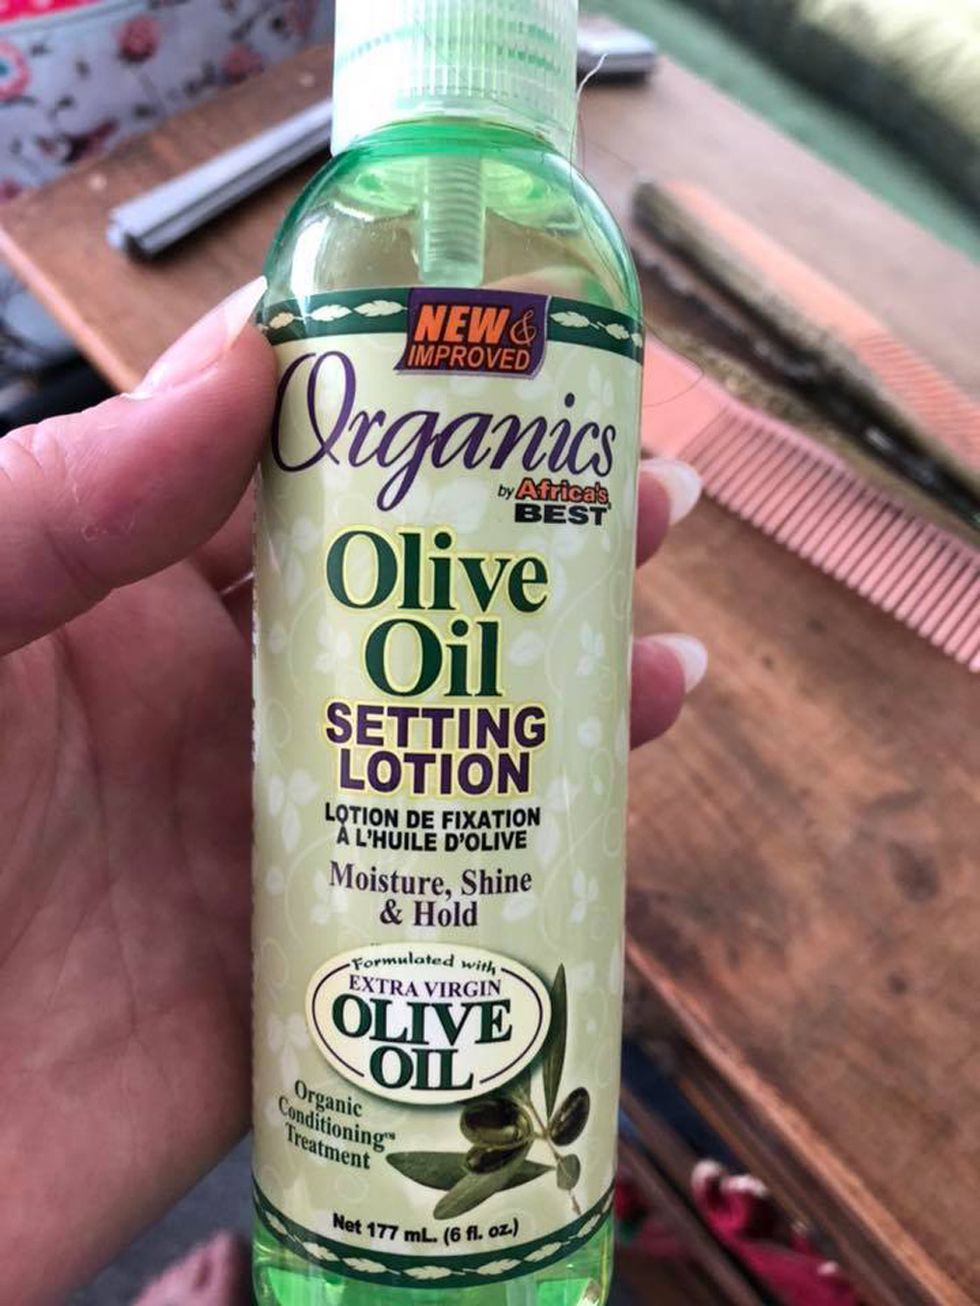 NEW &
IMPROVED
Organics
by Africa's
BEST
Olive
Oil
SETTING
LOTION
LOTION DE FIXATION
À L'HUILE D'OLIVE
Moisture, Shine
& Hold
Formulated with
EXTRA VIRGIN
OLIVE
OIL
Organic
Conditioning™
Treatment
Net 177 mL. (6 fl. oz.)